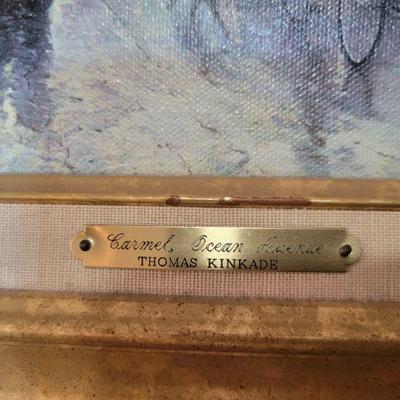 Carmel, Ocean Avenue
THOMAS KINKADE